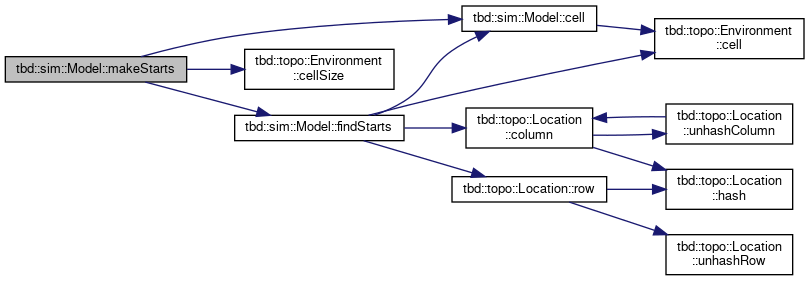 tbd::sim::Model::makeStarts
tbd::sim::Model::cell
tbd::topo::Environment
::cell
tbd::topo::Environment
::cellSize
tbd::sim::Model::findStarts
tbd::topo::Location
::column
tbd::topo::Location
::unhashColumn
tbd::topo::Location::row
tbd::topo::Location
::hash
tbd::topo::Location
::unhashRow